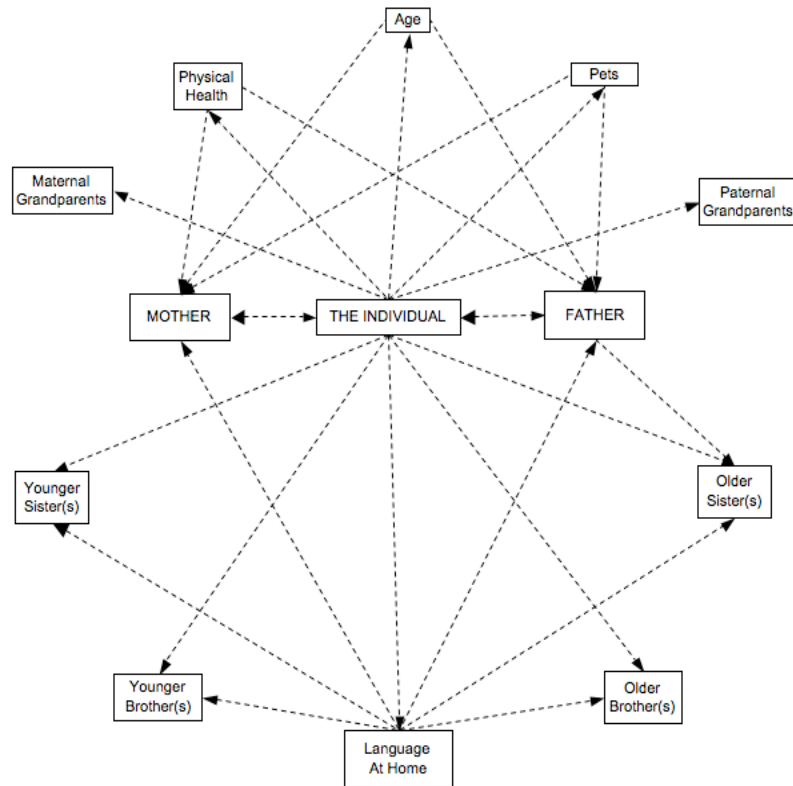 Age
Physical
Health
Pets
Maternal
Grandparents
Paternal
Grandparents
MOTHER
THE INDIVIDUAL
FATHER
Younger
Sister(s)
Older
Sister(s)
Younger
Brother(s)
Older
Brother(s)
Language
At Home